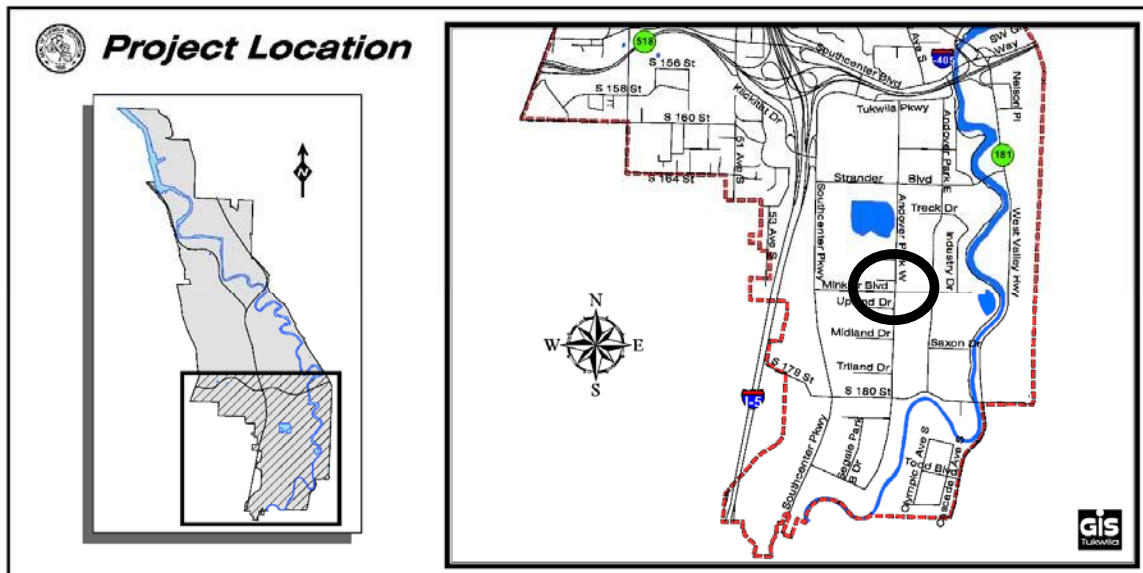 Project Location
N
518
S 156 St
S 158 St
Klickitat Dr
S 160 St
51 Ave S
S 164 St
53 Ave S
Southcenter Blvd
Ave S
I-405
SW G
Way
Nelson Pl
Tukwila Pkwy
Andover Park E
181
Strander Blvd
Southcenter Pkwy
Andover Park W
Treck Dr
Industry Dr
West Valley Hwy
Minkler Blvd
Upland Dr
Midland Dr
Saxon Dr
Triland Dr
S 178 St
S 180 St
I-5
N
W E
S
Southcenter Pkwy
Segale Park
B Dr
Olympic Ave S
Todd Blvd
Cascade Ave S
GIS
Tukwila